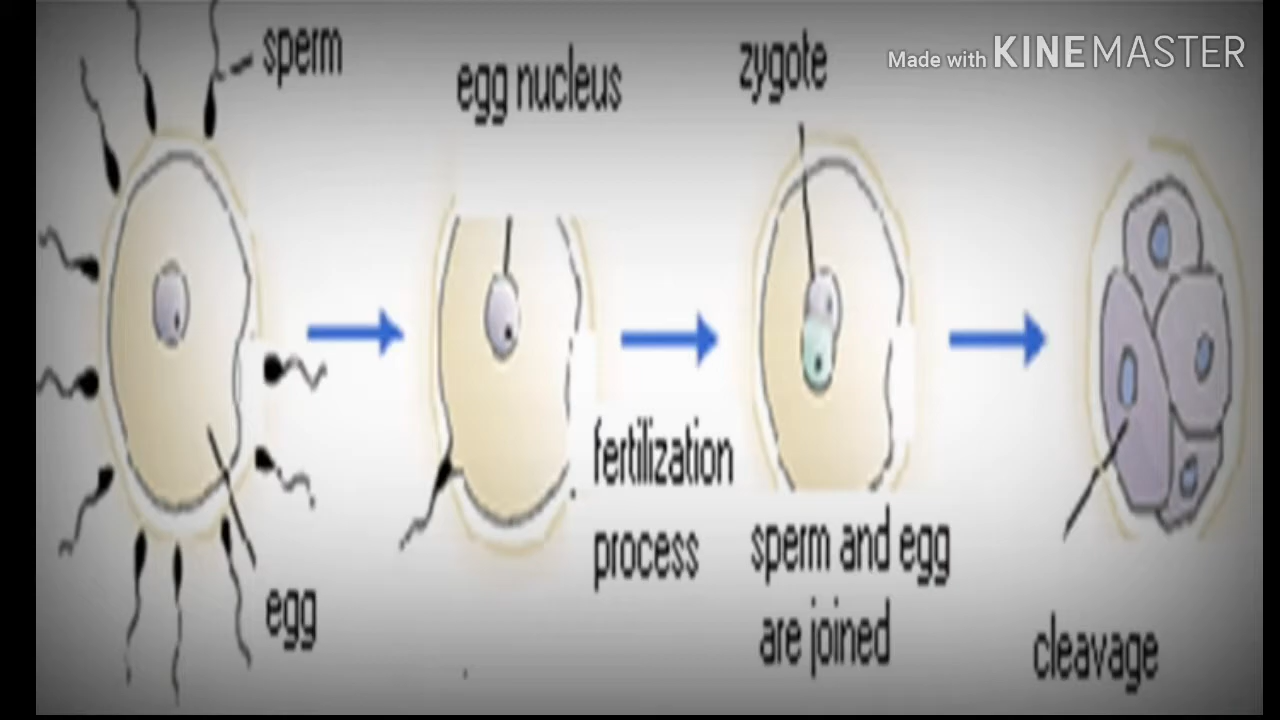 sperm
egg nucleus
zygote
Made with KINEMASTER
fertilization
process
sperm and egg
are joined
egg
cleavage